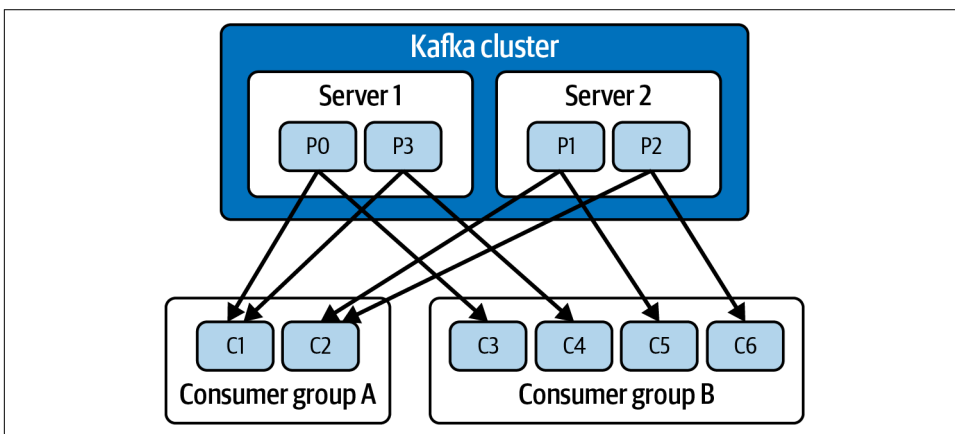 Kafka cluster
Server 1
Server 2
P0
P3
P1
P2
C1
C2
C3
C4
C5
C6
Consumer group A
Consumer group B